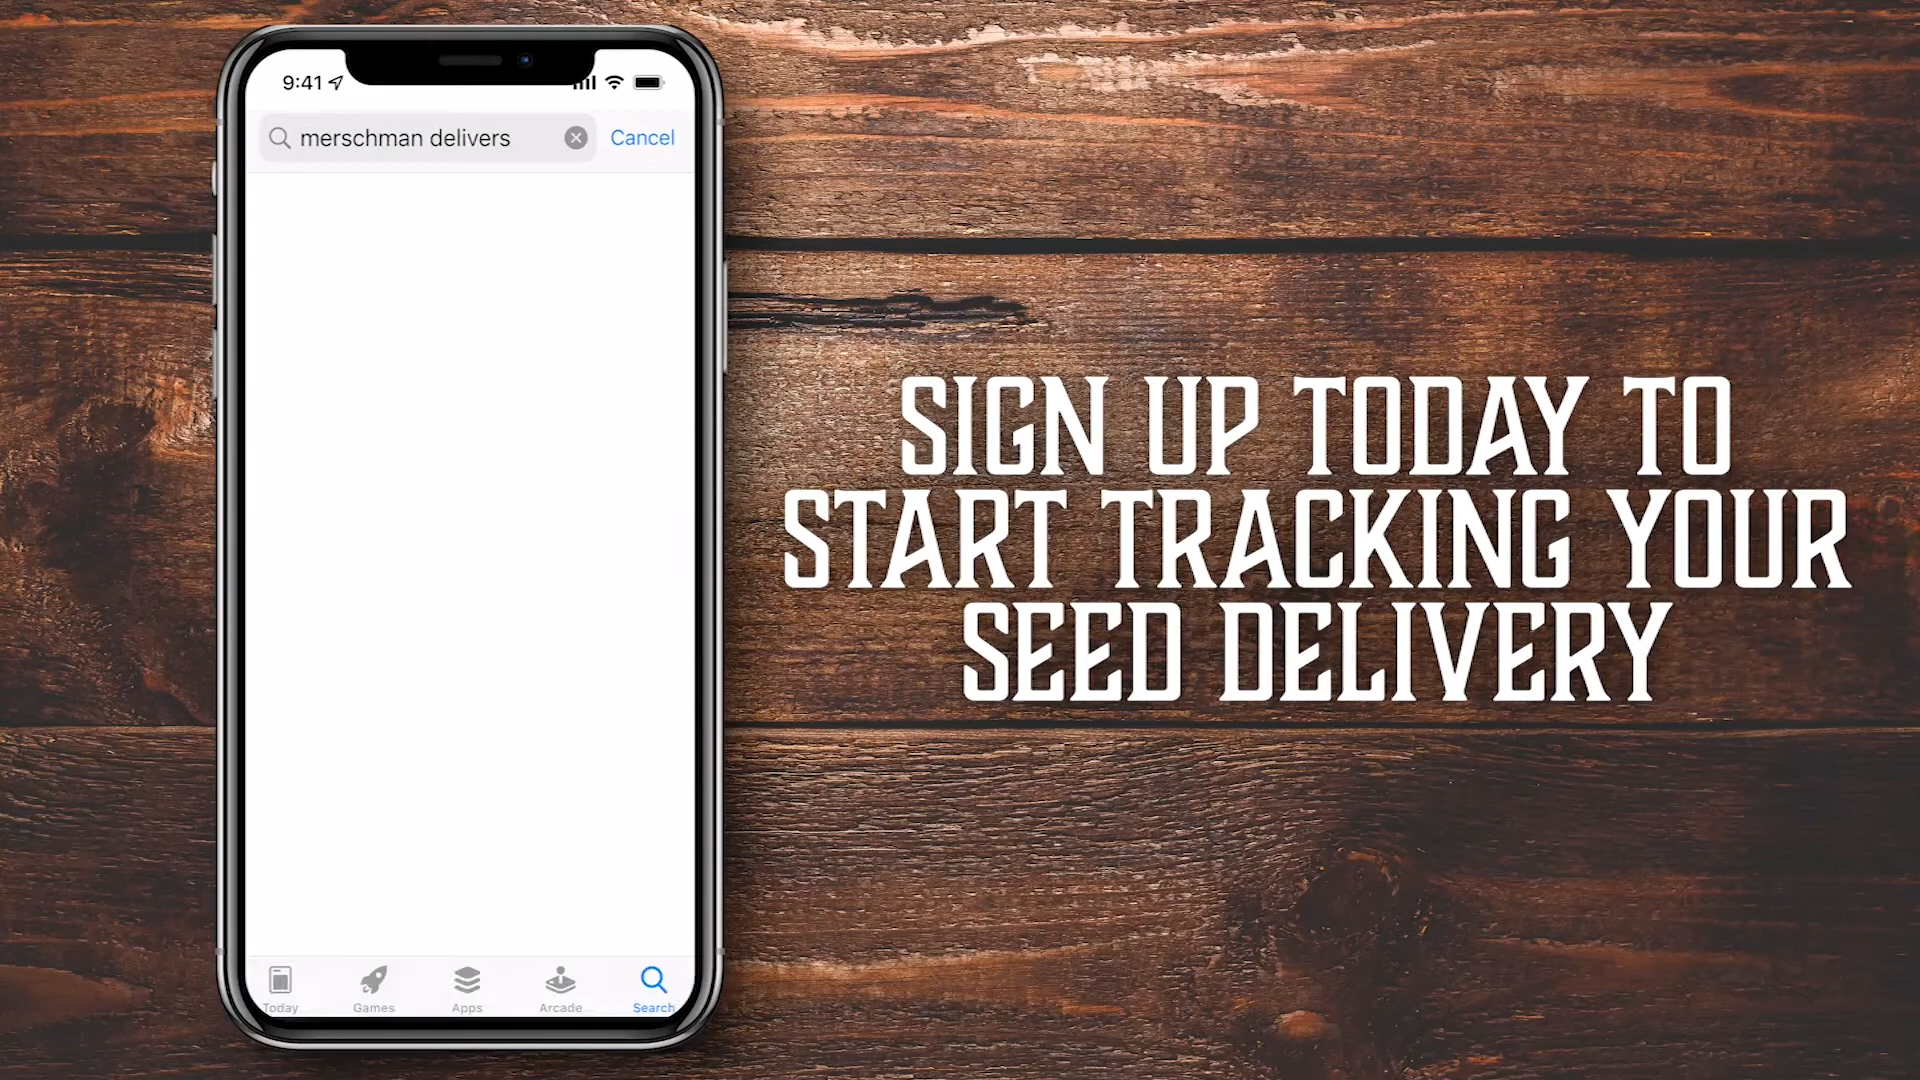 9:41
merschman delivers
Cancel
SIGN UP TODAY TO
START TRACKING YOUR
SEED DELIVERY
Today
Games
Apps
Arcade
Search